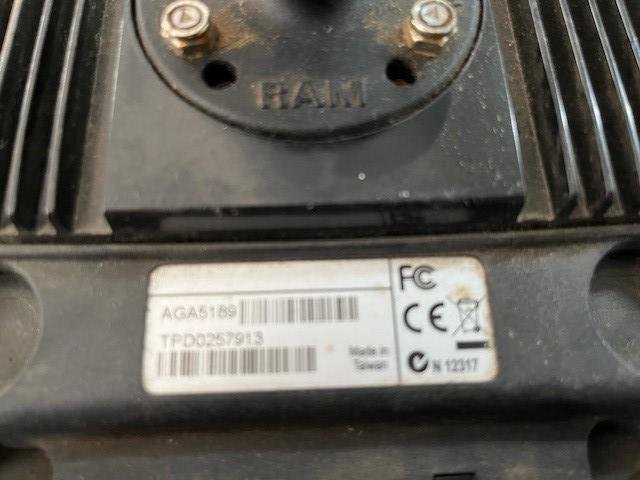 RAM
AGA5189
TPD0257913
Made in
Taiwan
FC
CE
N 12317